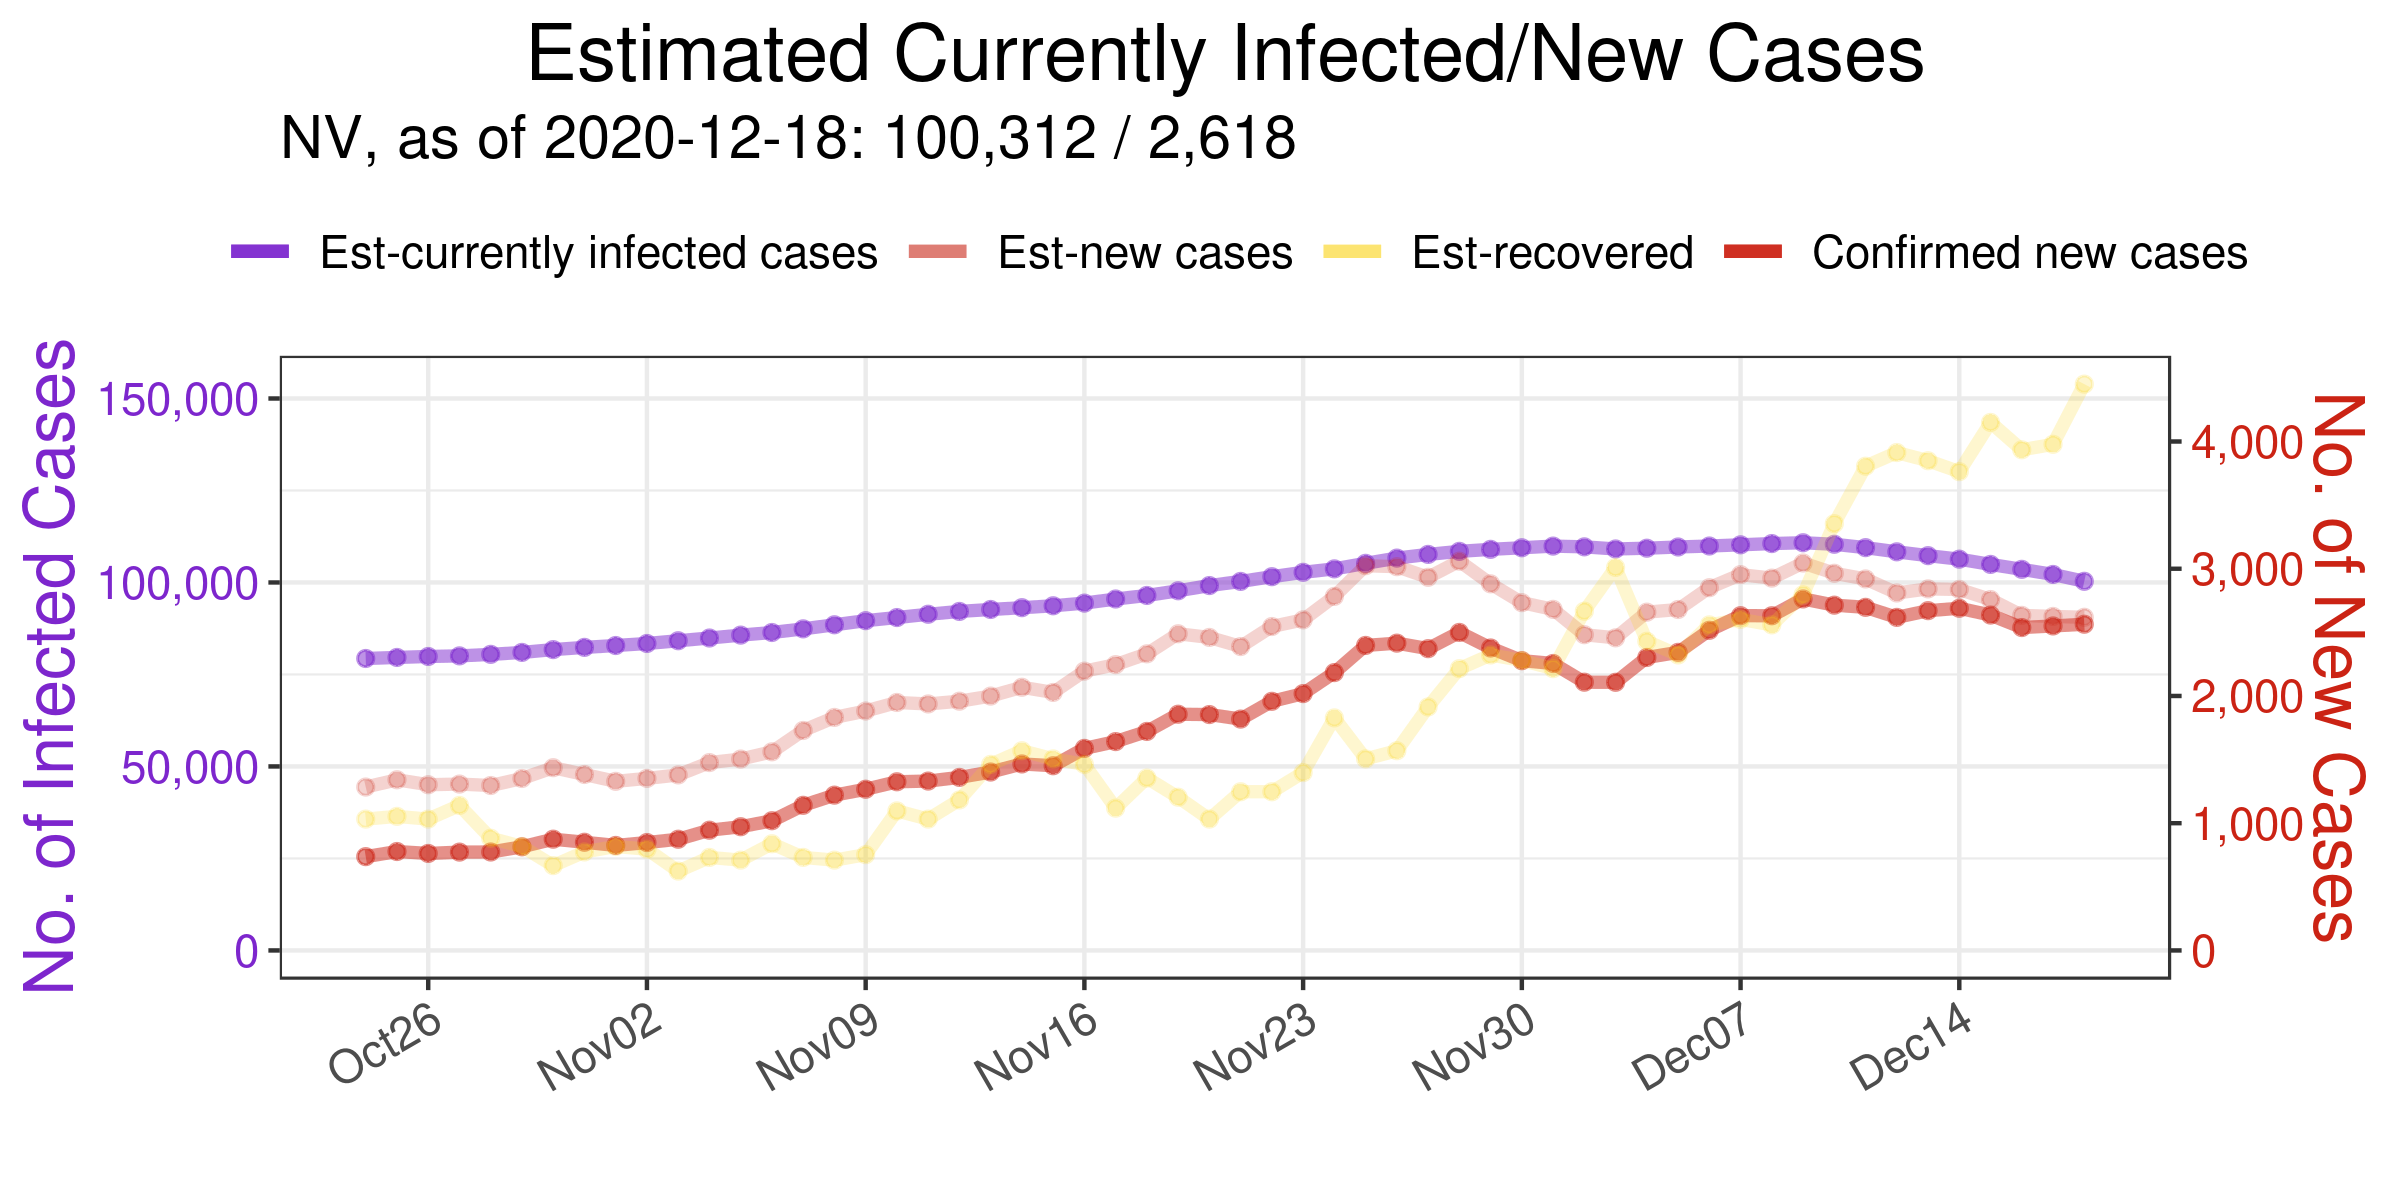 Estimated Currently Infected/New Cases
NV, as of 2020-12-18: 100,312 / 2,618
Est-currently infected cases Est-new cases Est-recovered Confirmed new cases
No. of Infected Cases
150,000
100,000
50,000
0
4,000
3,000
2,000
1,000
0
No. of New Cases
Oct26 Nov02 Nov09 Nov16 Nov23 Nov30 Dec07 Dec14